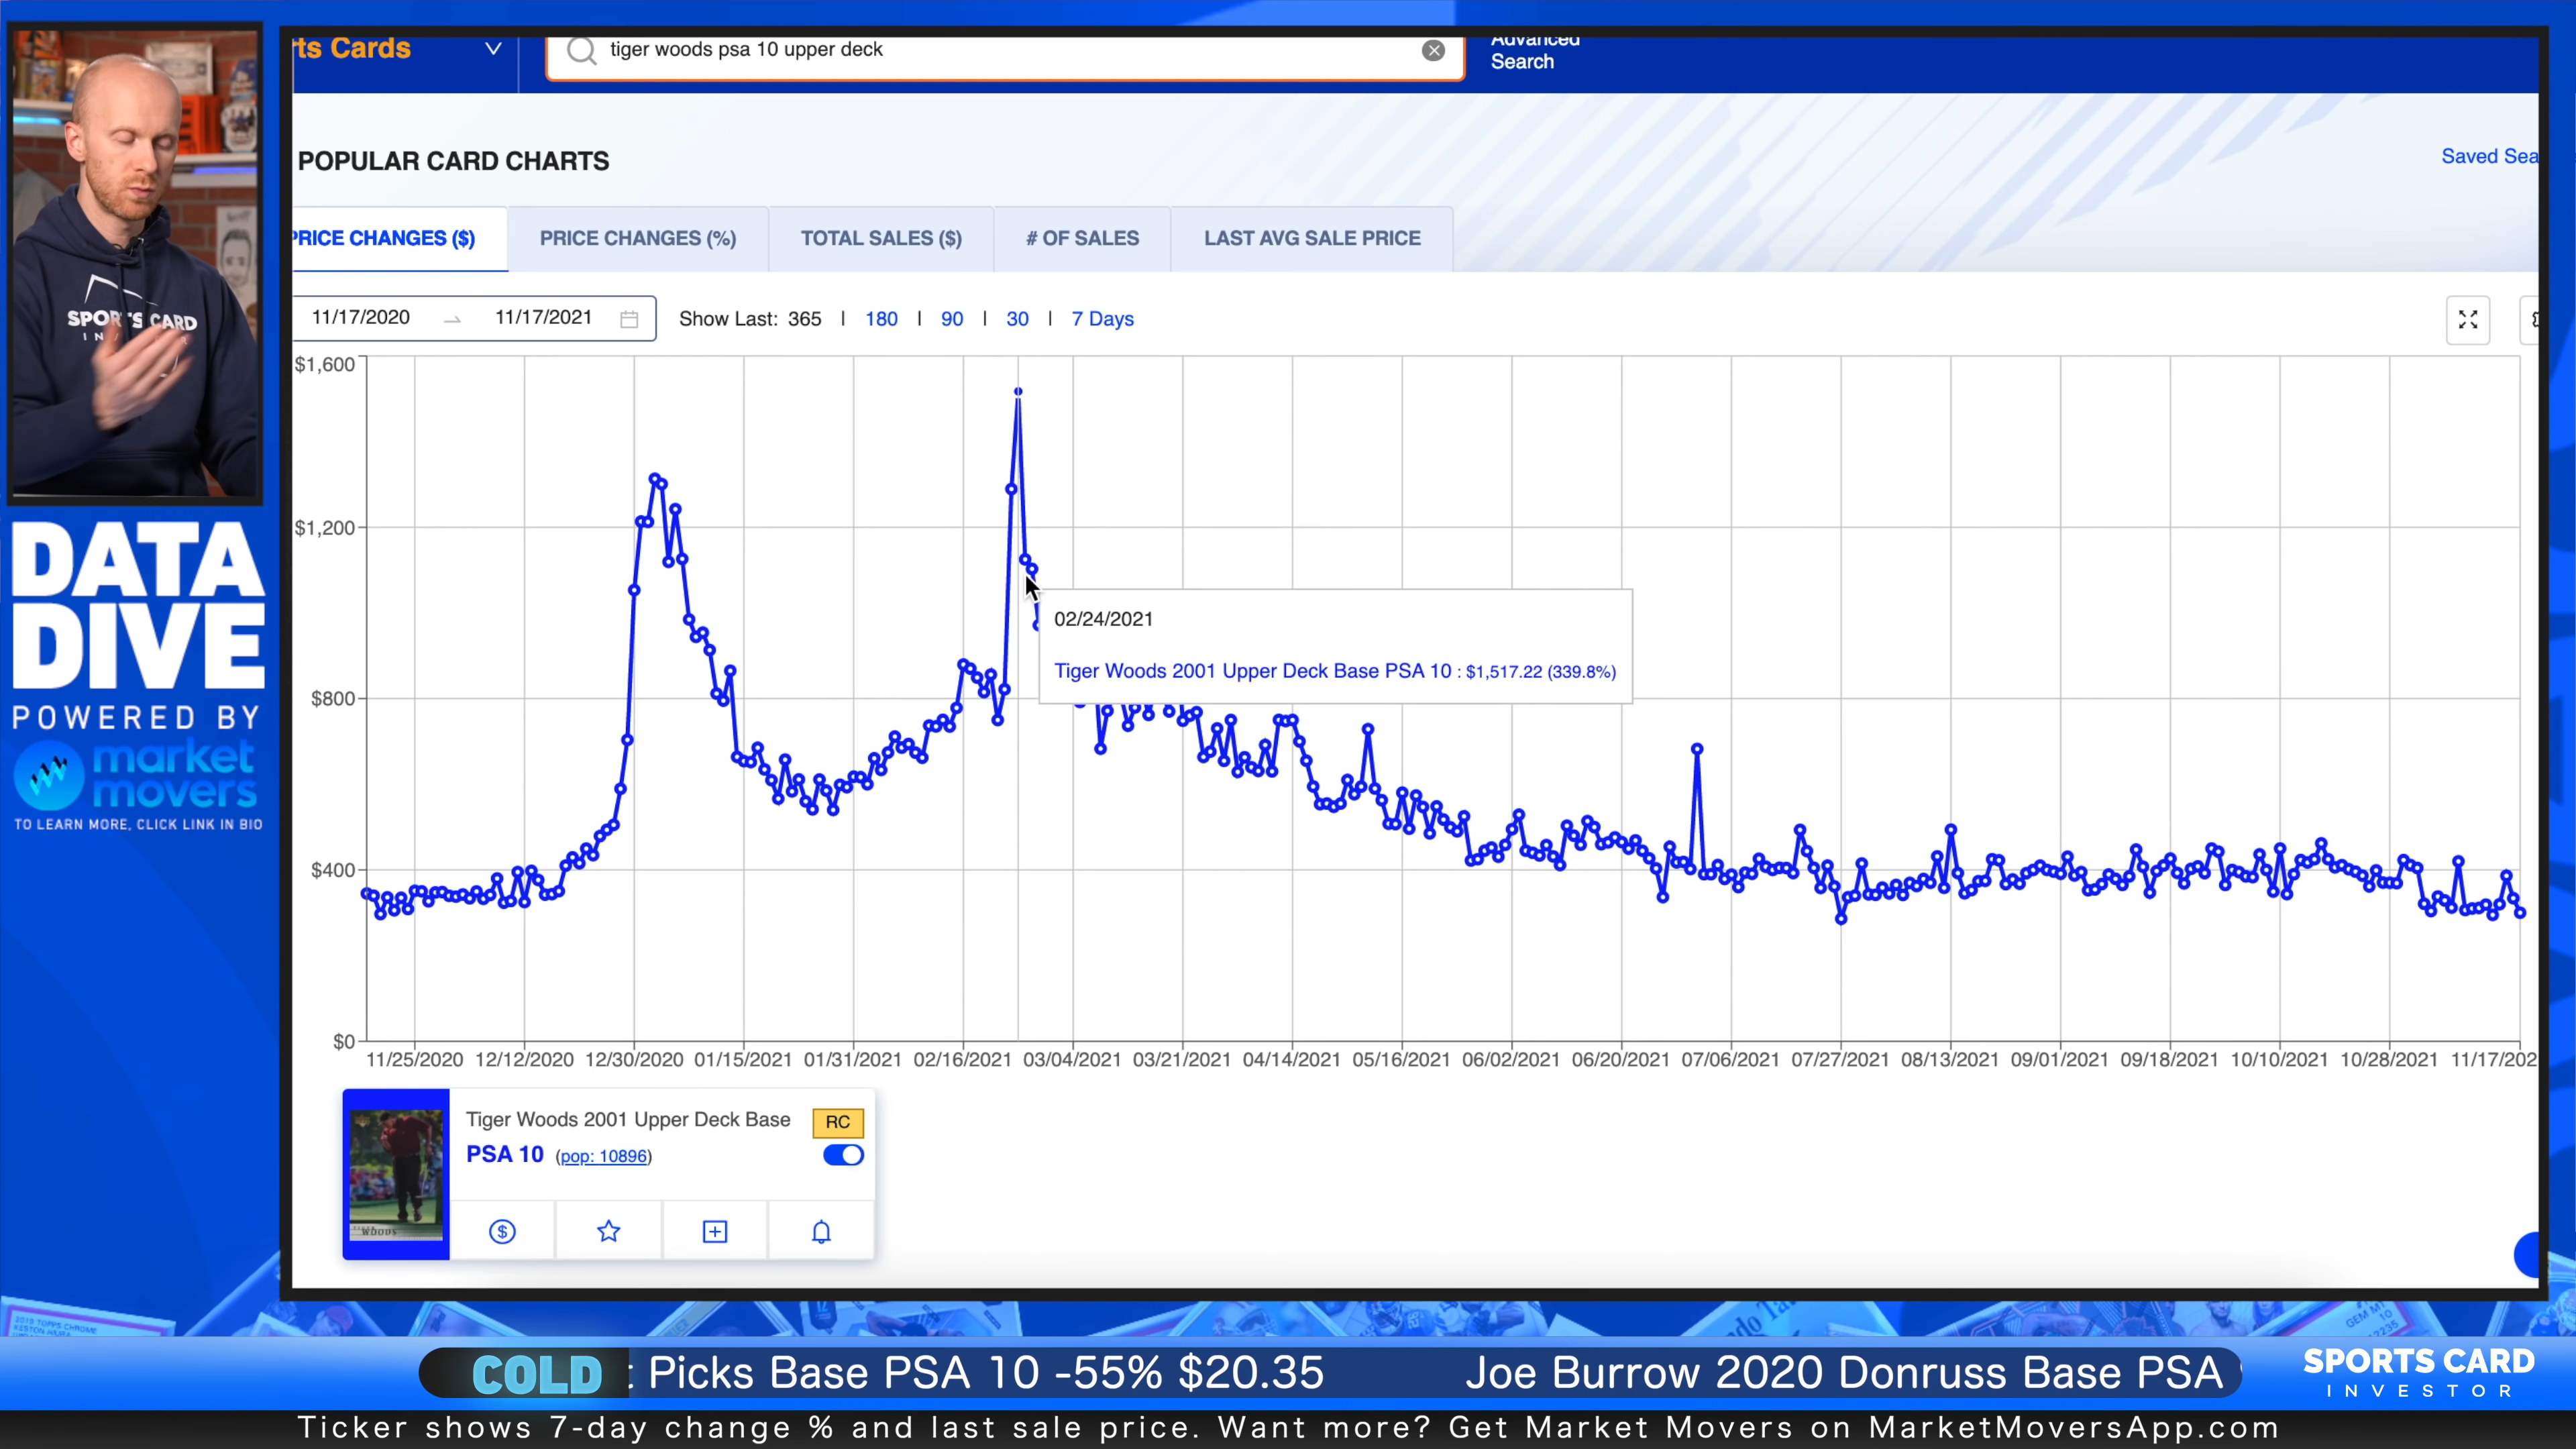 rts Cards
tiger woods psa 10 upper deck
Advanced
Search
POPULAR CARD CHARTS
Saved Sea
PRICE CHANGES ($)
PRICE CHANGES (%)
TOTAL SALES ($)
# OF SALES
LAST AVG SALE PRICE
11/17/2020
11/17/2021
Show Last: 365 | 180 | 90 | 30 | 7 Days
$1,600
$1,200
$800
$400
$0
02/24/2021
Tiger Woods 2001 Upper Deck Base PSA 10 : $1,517.22 (339.8%)
11/25/2020 12/12/2020 12/30/2020 01/15/2021 01/31/2021 02/16/2021 03/04/2021 03/21/2021 04/14/2021 05/16/2021 06/02/2021 06/20/2021 07/06/2021 07/27/2021 08/13/2021 09/01/2021 09/18/2021 10/10/2021 10/28/2021 11/17/202
Tiger Woods 2001 Upper Deck Base
RC
PSA 10 (pop: 10896)
WOODS
SPORTS CARD
DATA
DIVE
POWERED BY
market
movers
TO LEARN MORE, CLICK LINK IN BIO
GEM MT
COLD
: Picks Base PSA 10 -55% $20.35
Joe Burrow 2020 Donruss Base PSA
SPORTS CARD
INVESTOR
Ticker shows 7-day change % and last sale price. Want more? Get Market Movers on MarketMoversApp.com